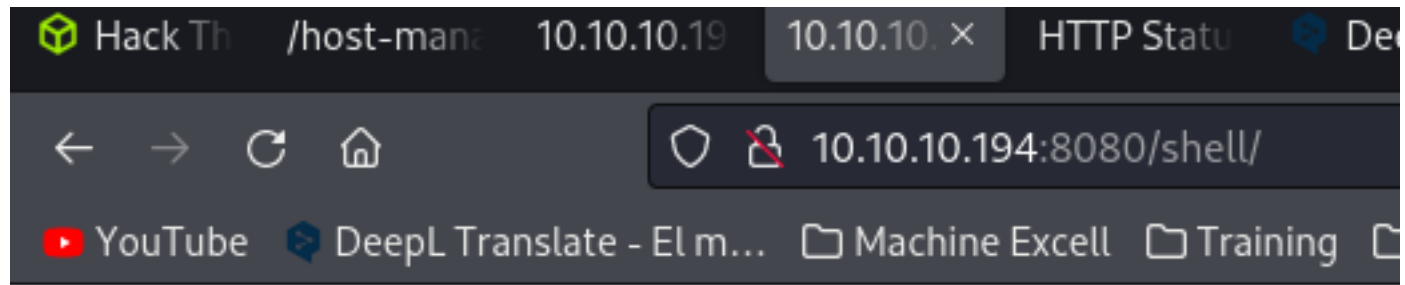 Hack Th /host-mana 10.10.10.19 10.10.10. × HTTP Statu Dee
10.10.10.194:8080/shell/
YouTube DeepL Translate - El m... Machine Excell Training